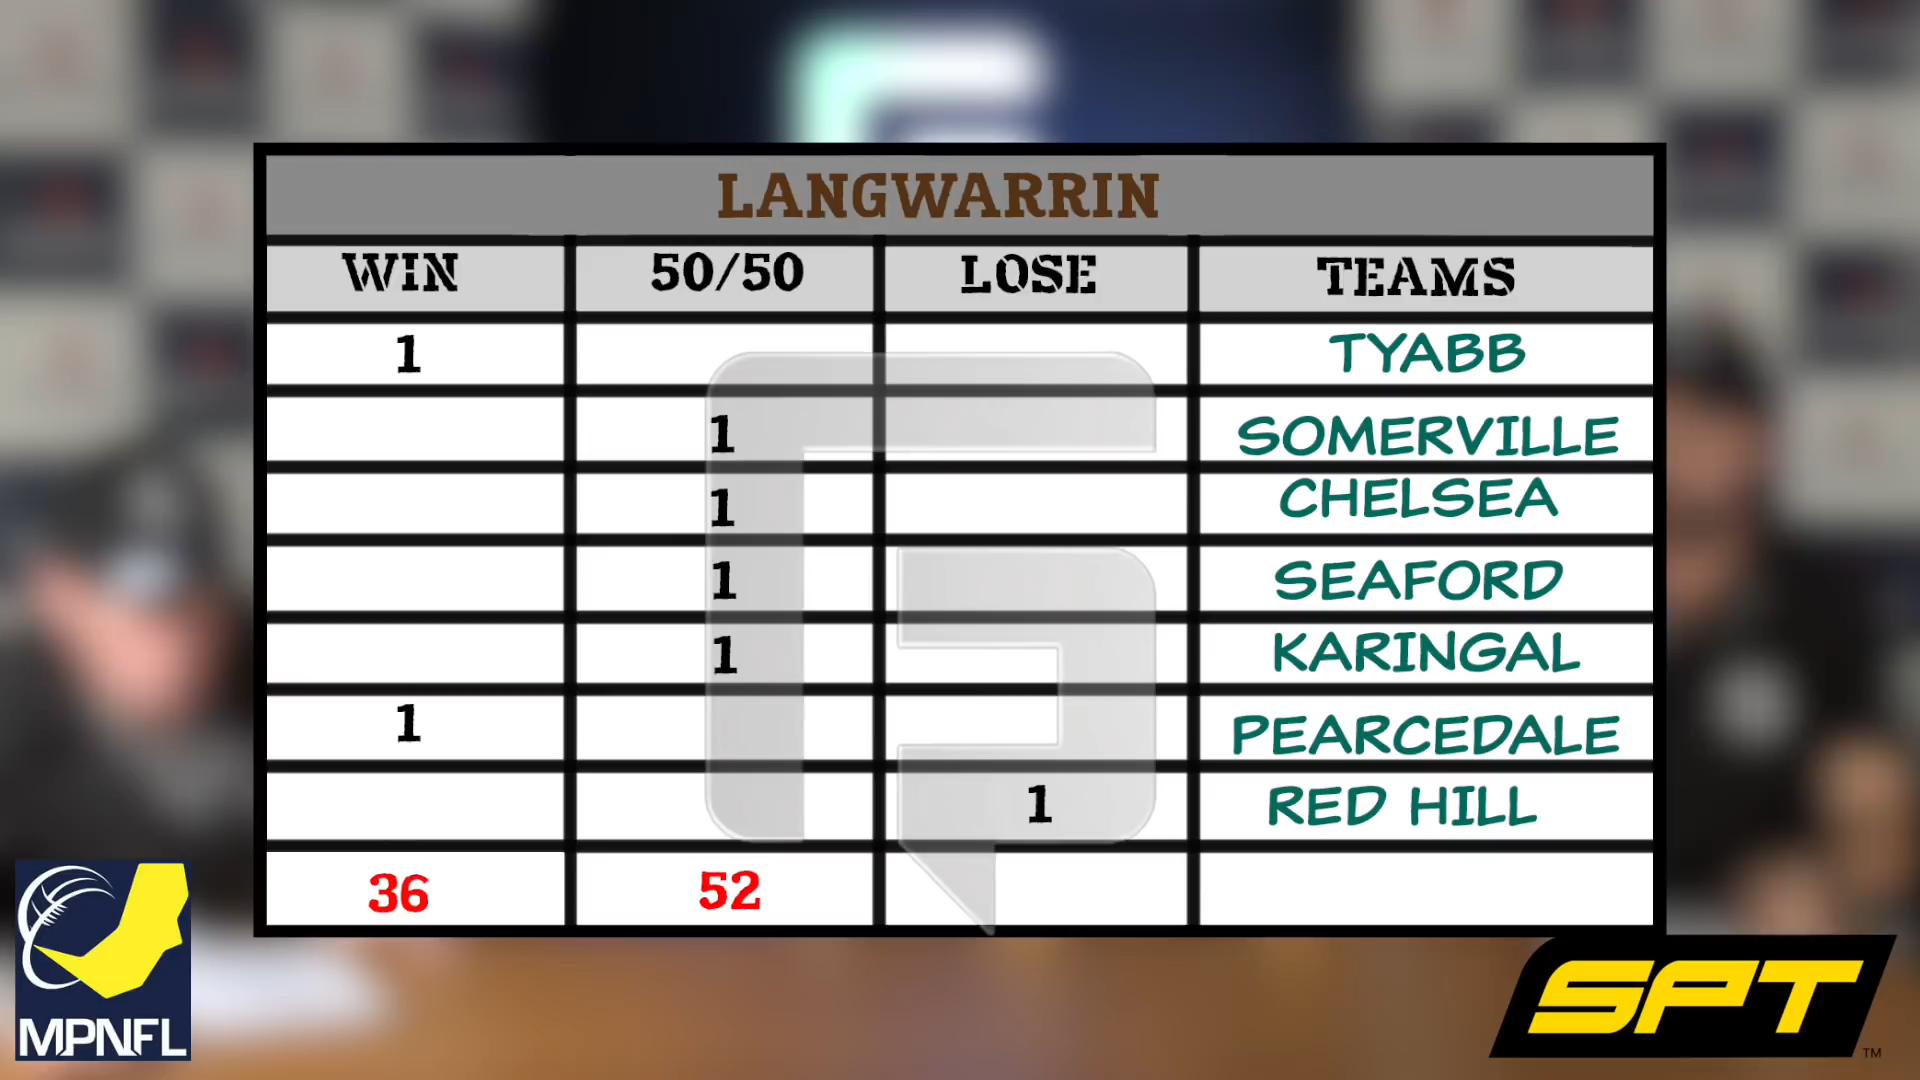 LANGWARRIN
WIN 50/50 LOSE TEAMS
1 TYABB
1 SOMERVILLE
1 CHELSEA
1 SEAFORD
1 KARINGAL
1 PEARCEDALE
1 RED HILL
36 52
MPNFL
SPT
TM